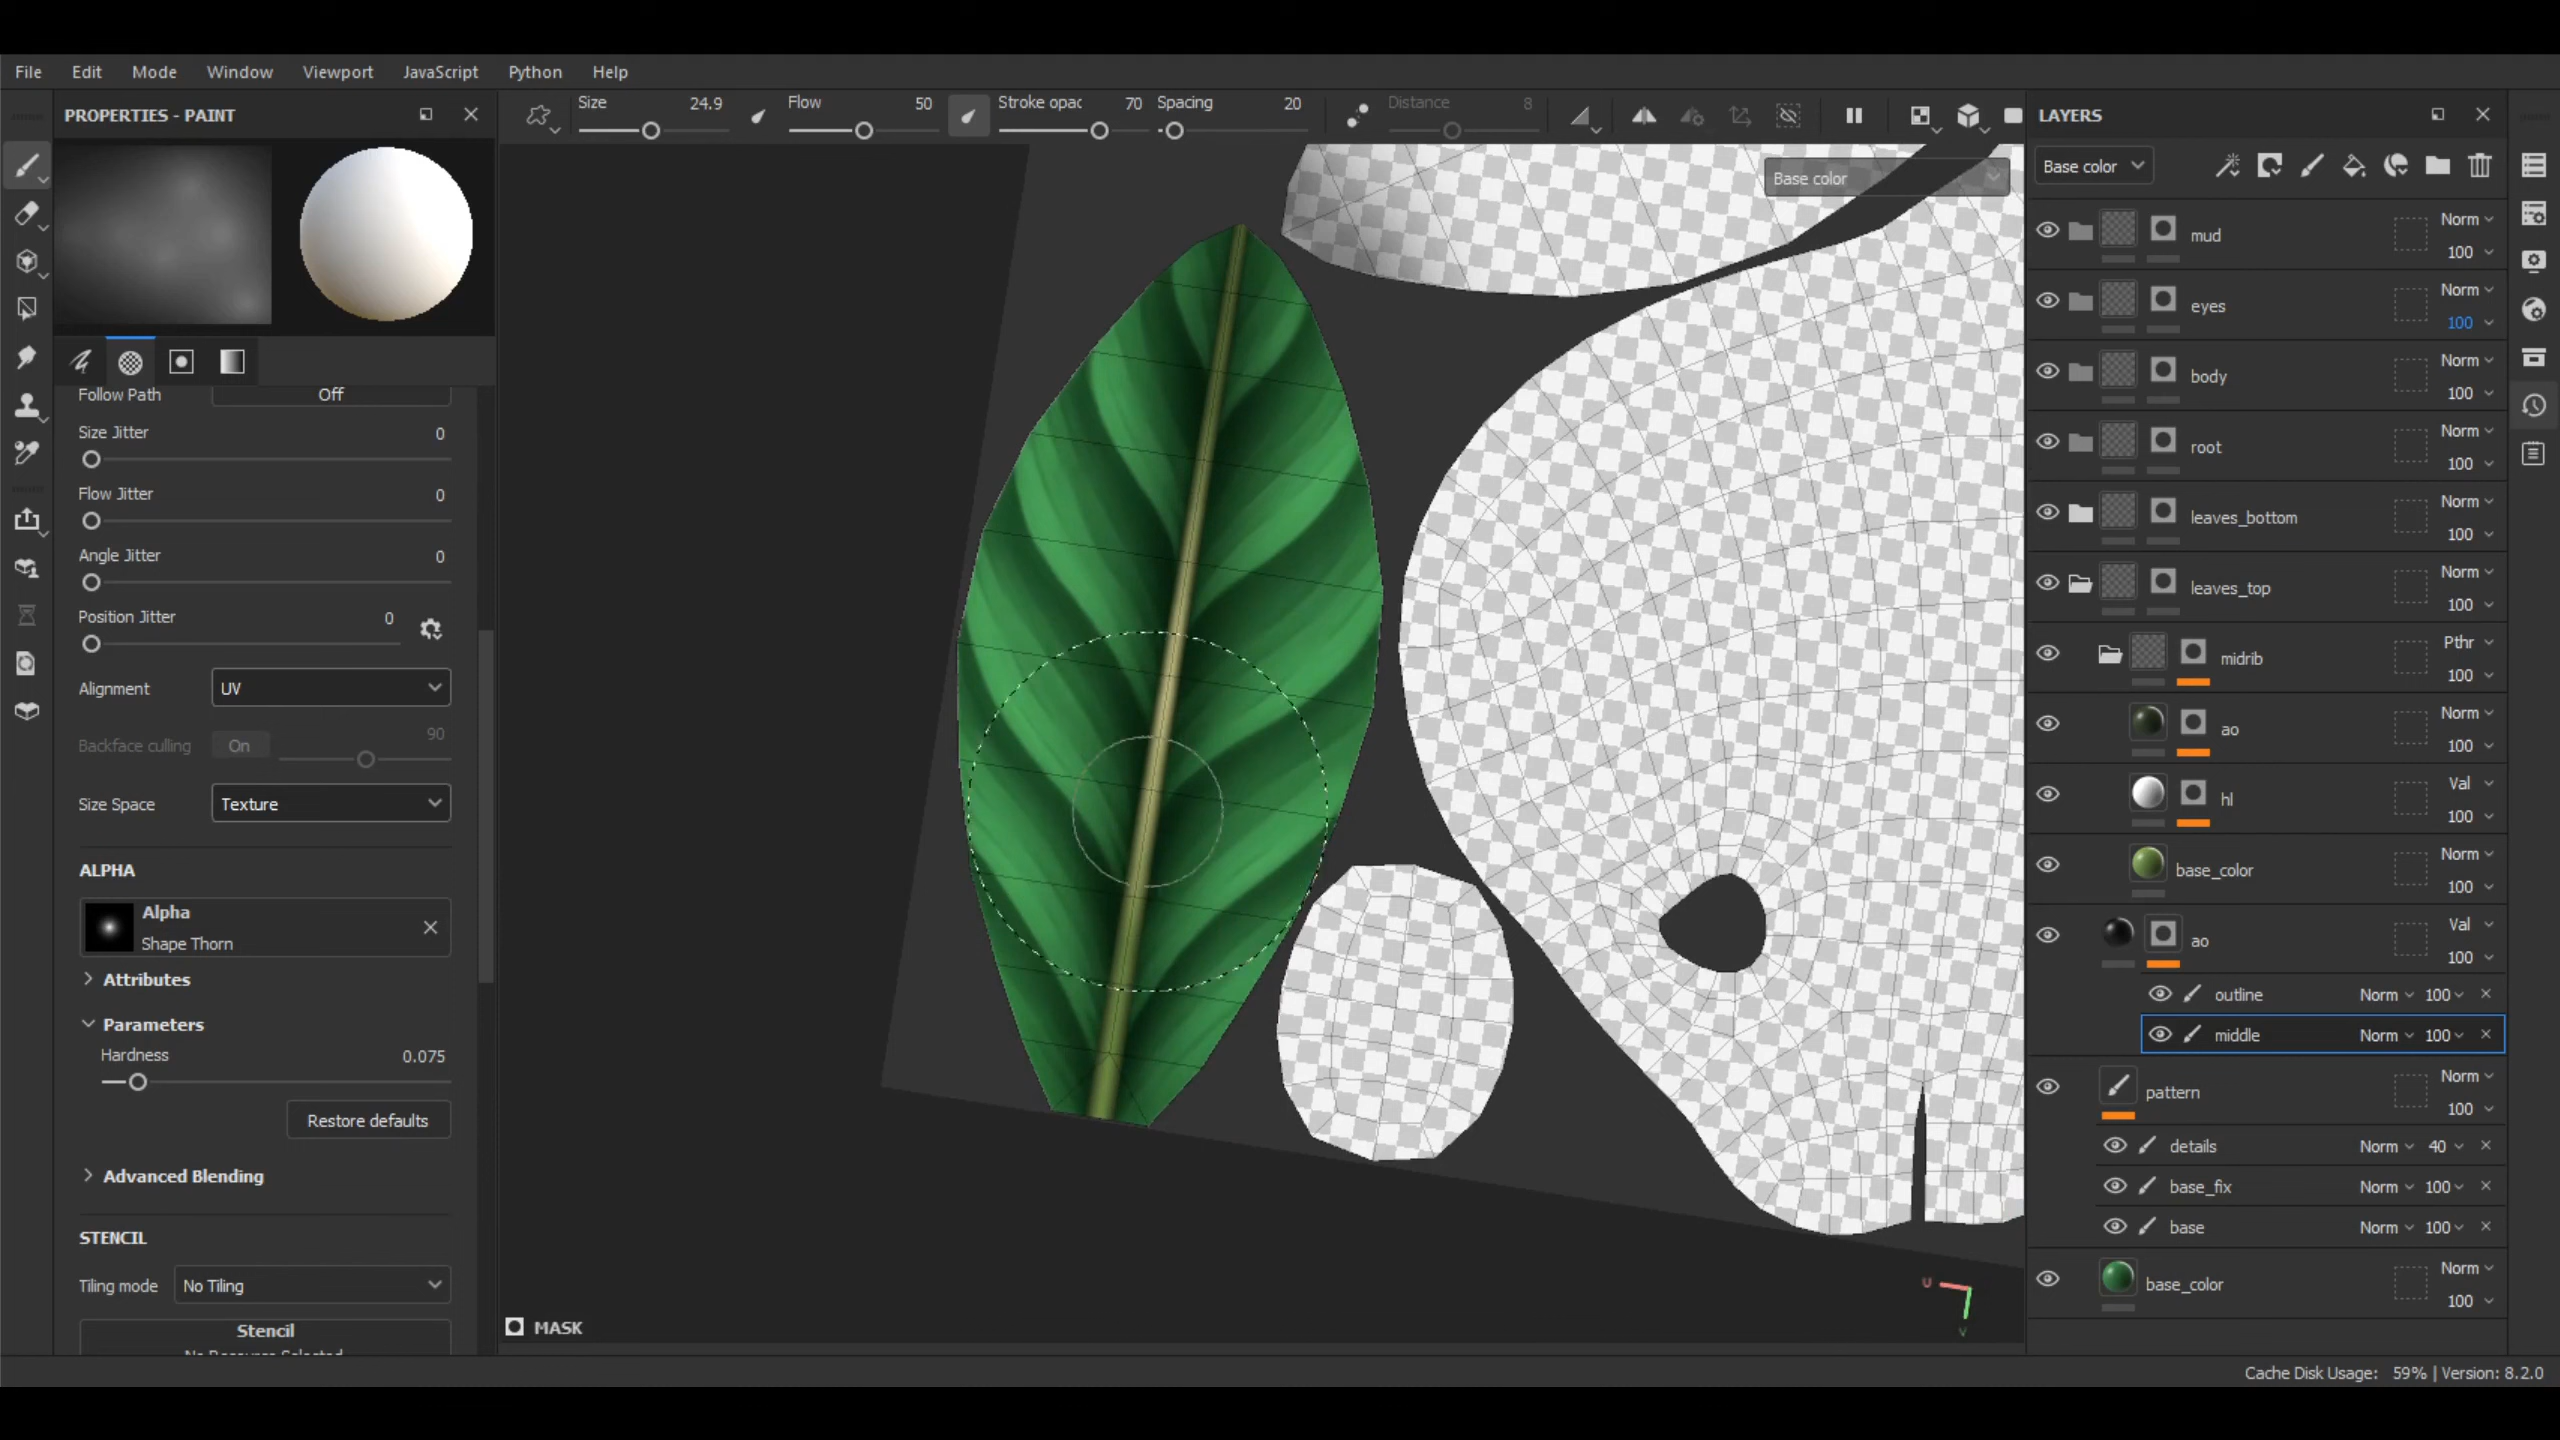 File Edit Mode Window Viewport JavaScript Python Help
PROPERTIES - PAINT
Size 24.9 Flow 50 Stroke opac 70 Spacing 20 Distance 8
LAYERS
Base color
Base color
Follow Path Off
Size Jitter 0
Flow Jitter 0
Angle Jitter 0
Position Jitter 0
Alignment UV
Backface culling On 90
Size Space Texture
ALPHA
Alpha
Shape Thorn
Attributes
Parameters
Hardness 0.075
Restore defaults
Advanced Blending
STENCIL
Tiling mode No Tiling
Stencil
MASK
U
V
mud Norm
100
eyes Norm
100
body Norm
100
root Norm
100
leaves_bottom Norm
100
leaves_top Norm
100
midrib Pthr
100
ao Norm
100
hl Val
100
base_color Norm
100
ao Val
100
outline Norm 100
middle Norm 100
pattern Norm
100
details Norm 40
base_fix Norm 100
base Norm 100
base_color Norm
100
Cache Disk Usage: 59% | Version: 8.2.0